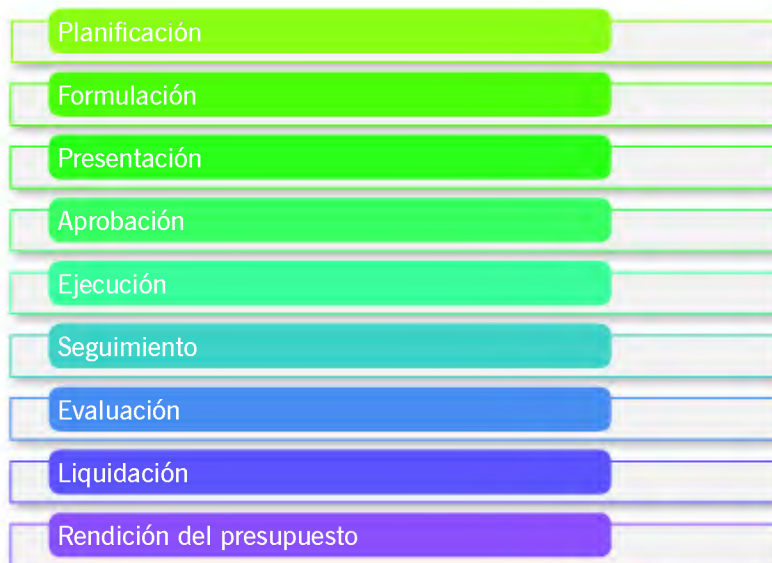 Planificación
Formulación
Presentación
Aprobación
Ejecución
Seguimiento
Evaluación
Liquidación
Rendición del presupuesto